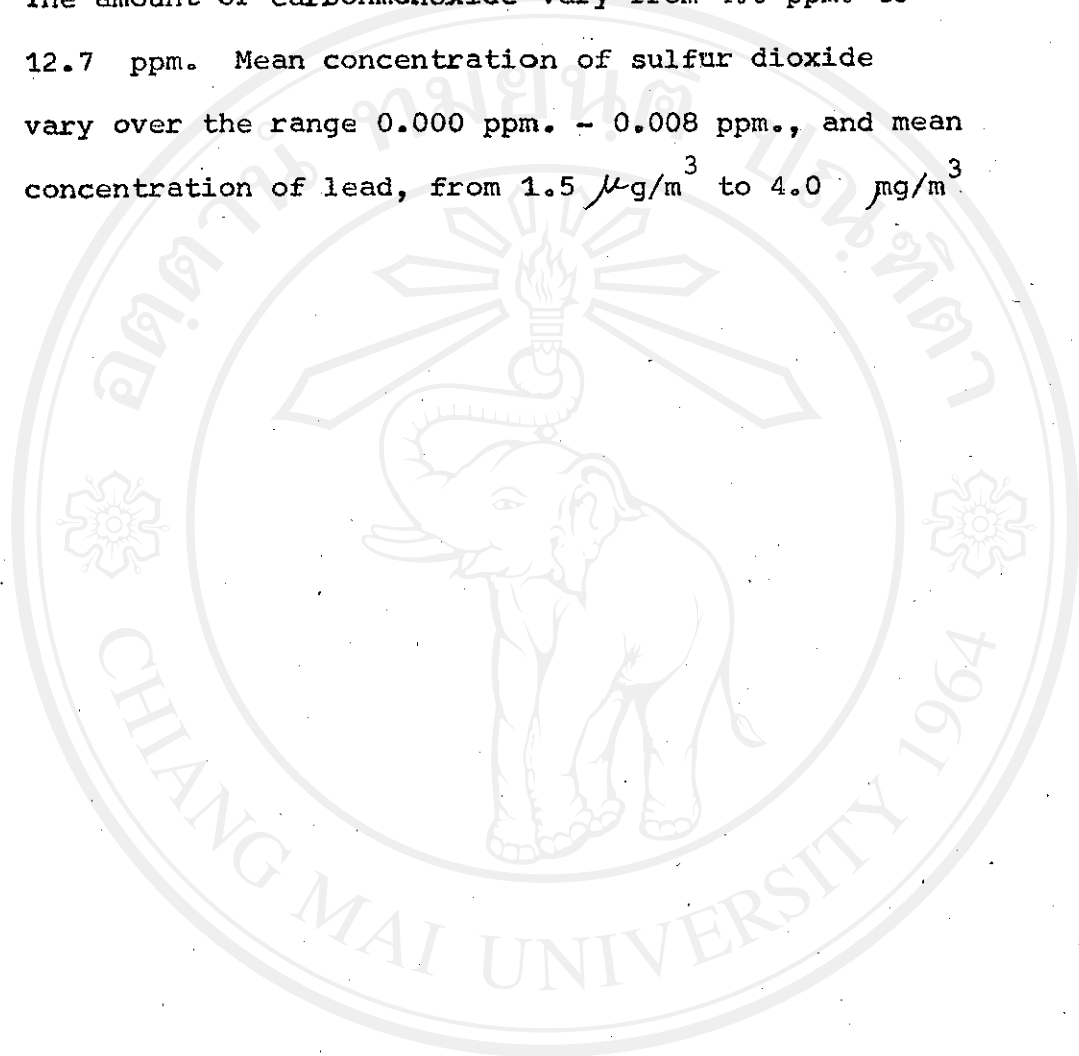 The amount of carbonmonoxide vary from ppm. to
12.7 ppm. Mean concentration of sulfur dioxide
vary over the range 0.000 ppm. - 0.008 ppm., and mean
concentration of lead, from 1.5 μg/m³ to 4.0 μg/m³
CHIANG MAI UNIVERSITY 1964